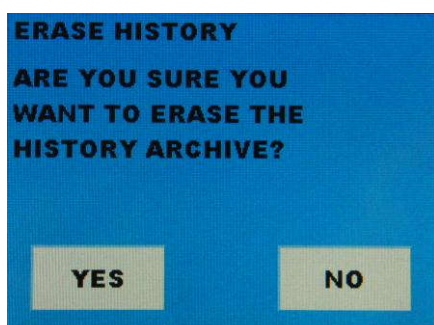 ERASE HISTORY
ARE YOU SURE YOU
WANT TO ERASE THE
HISTORY ARCHIVE?
YES
NO